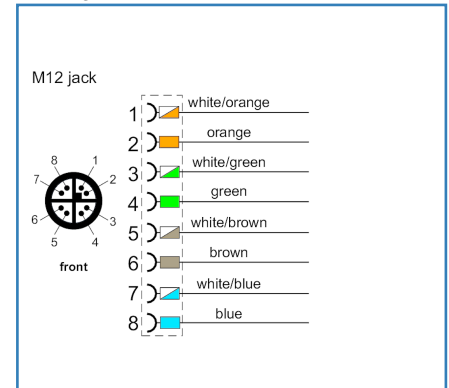 M12 jack
1 white/orange
2 orange
3 white/green
4 green
5 white/brown
6 brown
7 white/blue
8 blue
8 1
7 2
6 3
5 4
front